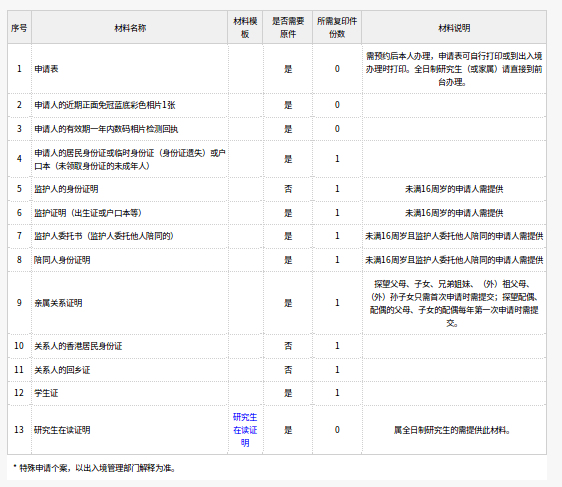 序号 材料名称 材料模板 是否需要原件 所需复印件份数 材料说明
1 申请表 是 0 需预约后本人办理，申请表可自行打印或到出入境办理时打印。全日制研究生（或家属）请直接到前台办理。
2 申请人的近期正面免冠蓝底彩色相片1张 是 0
3 申请人的有效期一年内数码相片检测回执 是 0
4 申请人的居民身份证或临时身份证（身份证遗失）或户口本（未领取身份证的未成年人） 是 1
5 监护人的身份证明 否 1 未满16周岁的申请人需提供
6 监护证明（出生证或户口本等） 是 1 未满16周岁的申请人需提供
7 监护人委托书（监护人委托他人陪同的） 是 1 未满16周岁且监护人委托他人陪同的申请人需提供
8 陪同人身份证明 是 1 未满16周岁且监护人委托他人陪同的申请人需提供
9 亲属关系证明 是 1 探望父母、子女、兄弟姐妹、（外）祖父母、（外）孙子女只需首次申请时需提交；探望配偶、配偶的父母、子女的配偶每年第一次申请时需提交。
10 关系人的香港居民身份证 否 1
11 关系人的回乡证 否 1
12 学生证 是 1
13 研究生在读证明 研究生在读证明 是 0 属全日制研究生的需提供此材料。
* 特殊申请个案，以出入境管理部门解释为准。